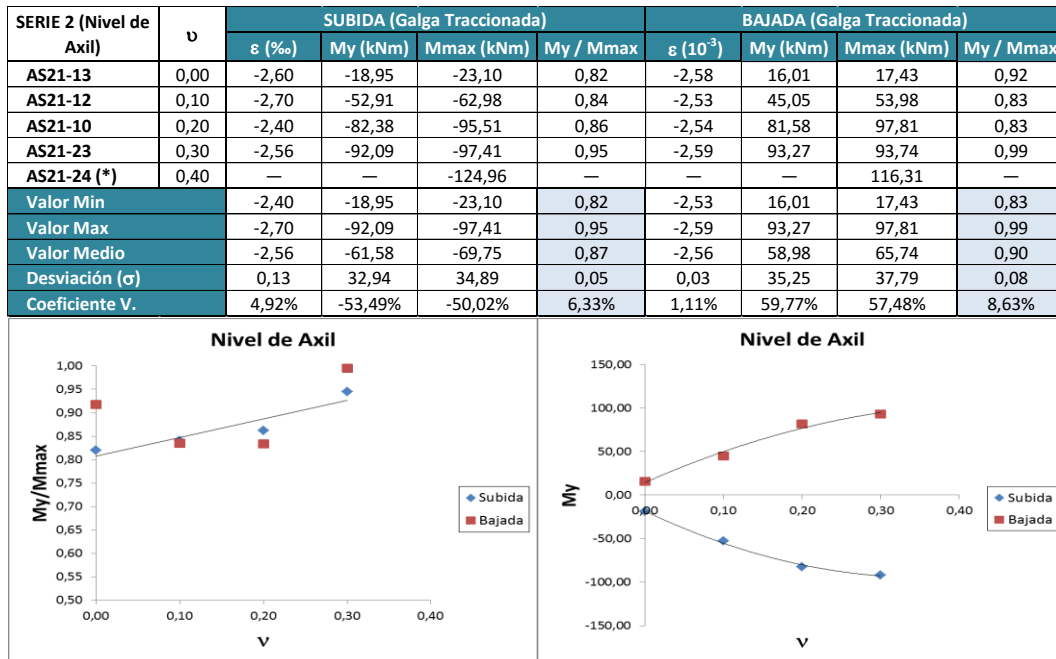 SERIE 2 (Nivel de Axil) υ SUBIDA (Galga Traccionada) BAJADA (Galga Traccionada)
ε (‰) My (kNm) Mmax (kNm) My / Mmax ε (10⁻³) My (kNm) Mmax (kNm) My / Mmax
AS21-13 0,00 -2,60 -18,95 -23,10 0,82 -2,58 16,01 17,43 0,92
AS21-12 0,10 -2,70 -52,91 -62,98 0,84 -2,53 45,05 53,98 0,83
AS21-10 0,20 -2,40 -82,38 -95,51 0,86 -2,54 81,58 97,81 0,83
AS21-23 0,30 -2,56 -92,09 -97,41 0,95 -2,59 93,27 93,74 0,99
AS21-24 (*) 0,40 — — -124,96 — — — 116,31 —
Valor Min -2,40 -18,95 -23,10 0,82 -2,53 16,01 17,43 0,83
Valor Max -2,70 -92,09 -97,41 0,95 -2,59 93,27 97,81 0,99
Valor Medio -2,56 -61,58 -69,75 0,87 -2,56 58,98 65,74 0,90
Desviación (σ) 0,13 32,94 34,89 0,05 0,03 35,25 37,79 0,08
Coeficiente V. 4,92% -53,49% -50,02% 6,33% 1,11% 59,77% 57,48% 8,63%
Nivel de Axil
My/Mmax
1,00
0,95
0,90
0,85
0,80
0,75
0,70
0,65
0,60
0,55
0,50
0,00 0,10 0,20 0,30 0,40
ν
Subida
Bajada
Nivel de Axil
My
150,00
100,00
50,00
0,00
-50,00
-100,00
-150,00
0,00 0,10 0,20 0,30 0,40
ν
Subida
Bajada